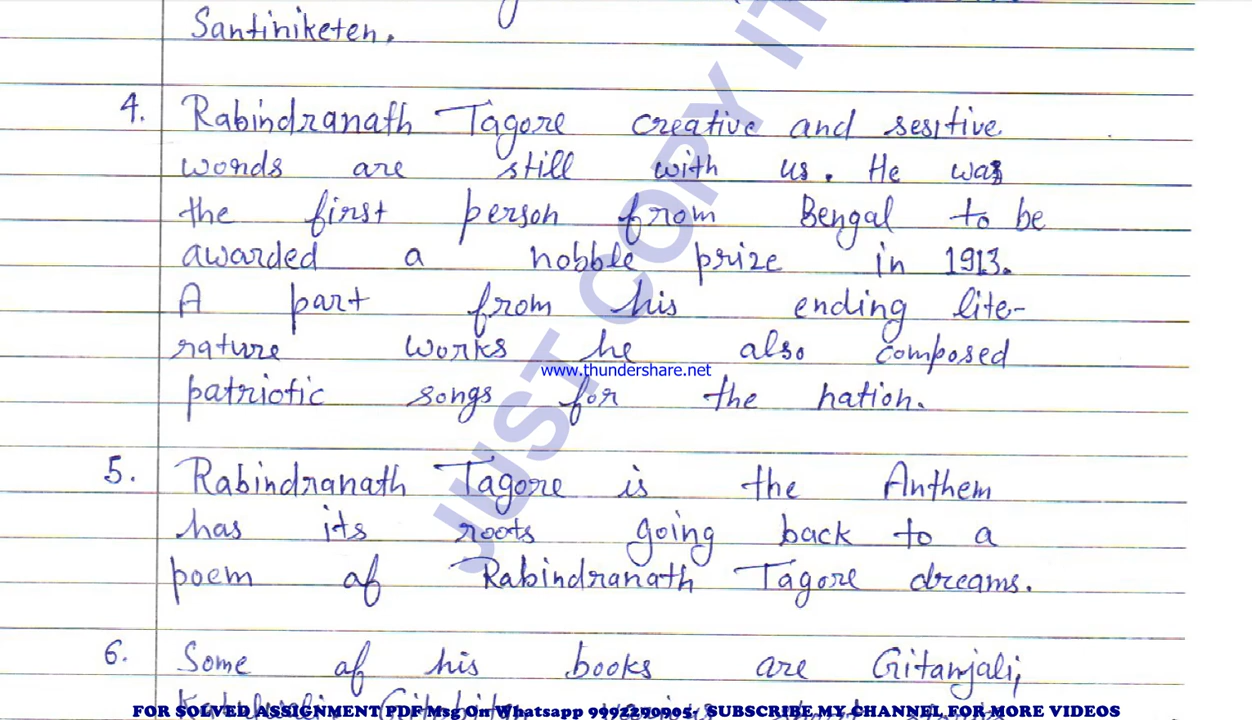 Santiniketen.
4. Rabindranath Tagore creative and sesitive
words are still with us. He was
the first person from Bengal to be
awarded a nobble prize in 1913.
A part from his ending lite-
rature works he also composed
patriotic songs for the nation.
5. Rabindranath Tagore is the Anthem
has its roots going back to a
poem of Rabindranath Tagore dreams.
6. Some of his books are Gitanjali,
JUST COPY IT
www.thundershare.net
FOR SOLVED ASSIGNMENT PDF Msg On Whatsapp 9992290905- SUBSCRIBE MY CHANNEL FOR MORE VIDEOS